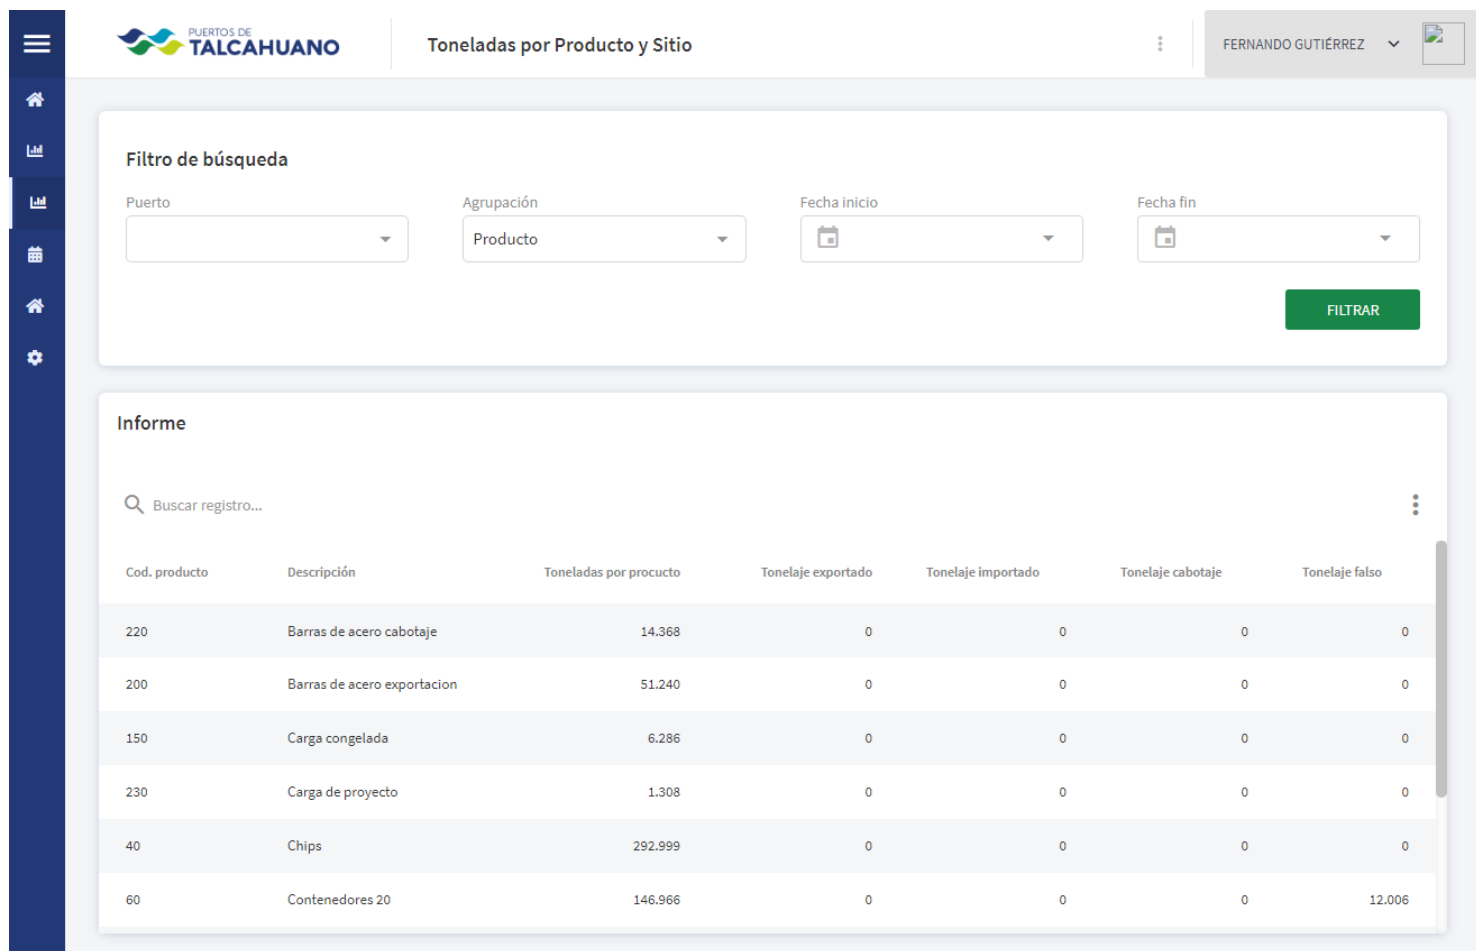 PUERTOS DE
TALCAHUANO
Toneladas por Producto y Sitio
FERNANDO GUTIÉRREZ
Filtro de búsqueda
Puerto Agrupación Fecha inicio Fecha fin
Producto
FILTRAR
Informe
Buscar registro...
Cod. producto Descripción Toneladas por procucto Tonelaje exportado Tonelaje importado Tonelaje cabotaje Tonelaje falso
220 Barras de acero cabotaje 14.368 0 0 0 0
200 Barras de acero exportacion 51.240 0 0 0 0
150 Carga congelada 6.286 0 0 0 0
230 Carga de proyecto 1.308 0 0 0 0
40 Chips 292.999 0 0 0 0
60 Contenedores 20 146.966 0 0 0 12.006